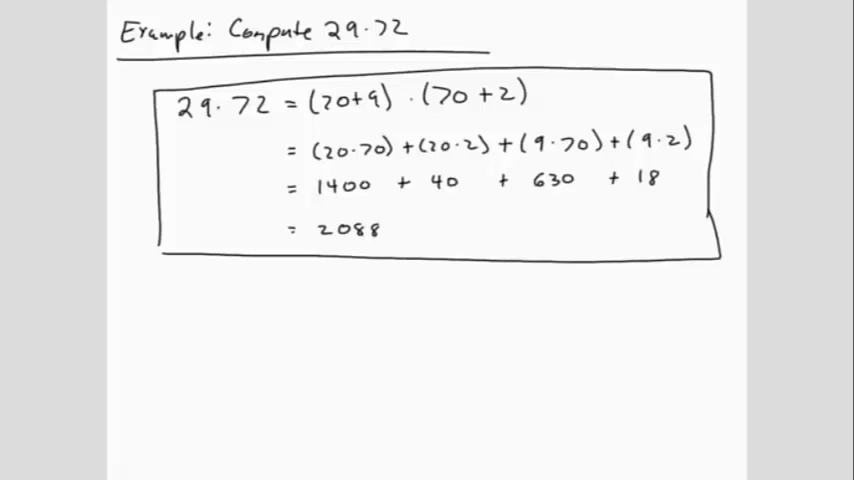 Example: Compute 29·72
29·72 = (20+9) · (70+2)
= (20·70) + (20·2) + (9·70) + (9·2)
= 1400 + 40 + 630 + 18
= 2088